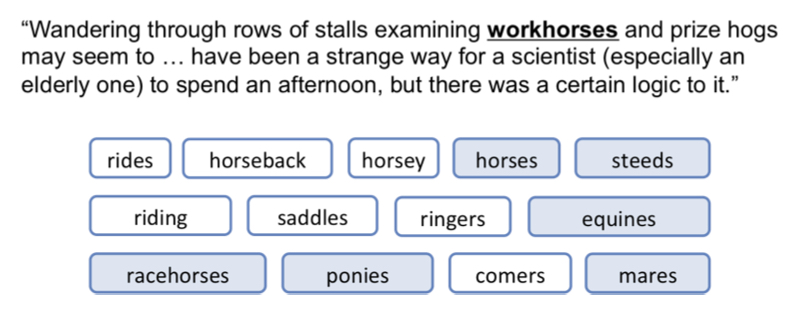 “Wandering through rows of stalls examining workhorses and prize hogs
may seem to … have been a strange way for a scientist (especially an
elderly one) to spend an afternoon, but there was a certain logic to it.”
rides horseback horsey horses steeds
riding saddles ringers equines
racehorses ponies comers mares